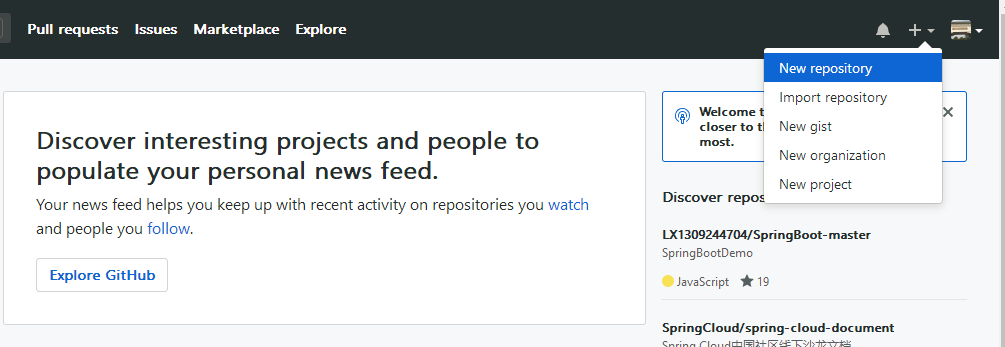 Pull requests Issues Marketplace Explore
New repository
Import repository
New gist
New organization
New project
Discover interesting projects and people to
populate your personal news feed.
Your news feed helps you keep up with recent activity on repositories you watch
and people you follow.
Explore GitHub
Welcome t
closer to th
most.
Discover repos
LX1309244704/SpringBoot-master
SpringBootDemo
JavaScript 19
SpringCloud/spring-cloud-document
Spring Cloud中国社区线下沙龙文档